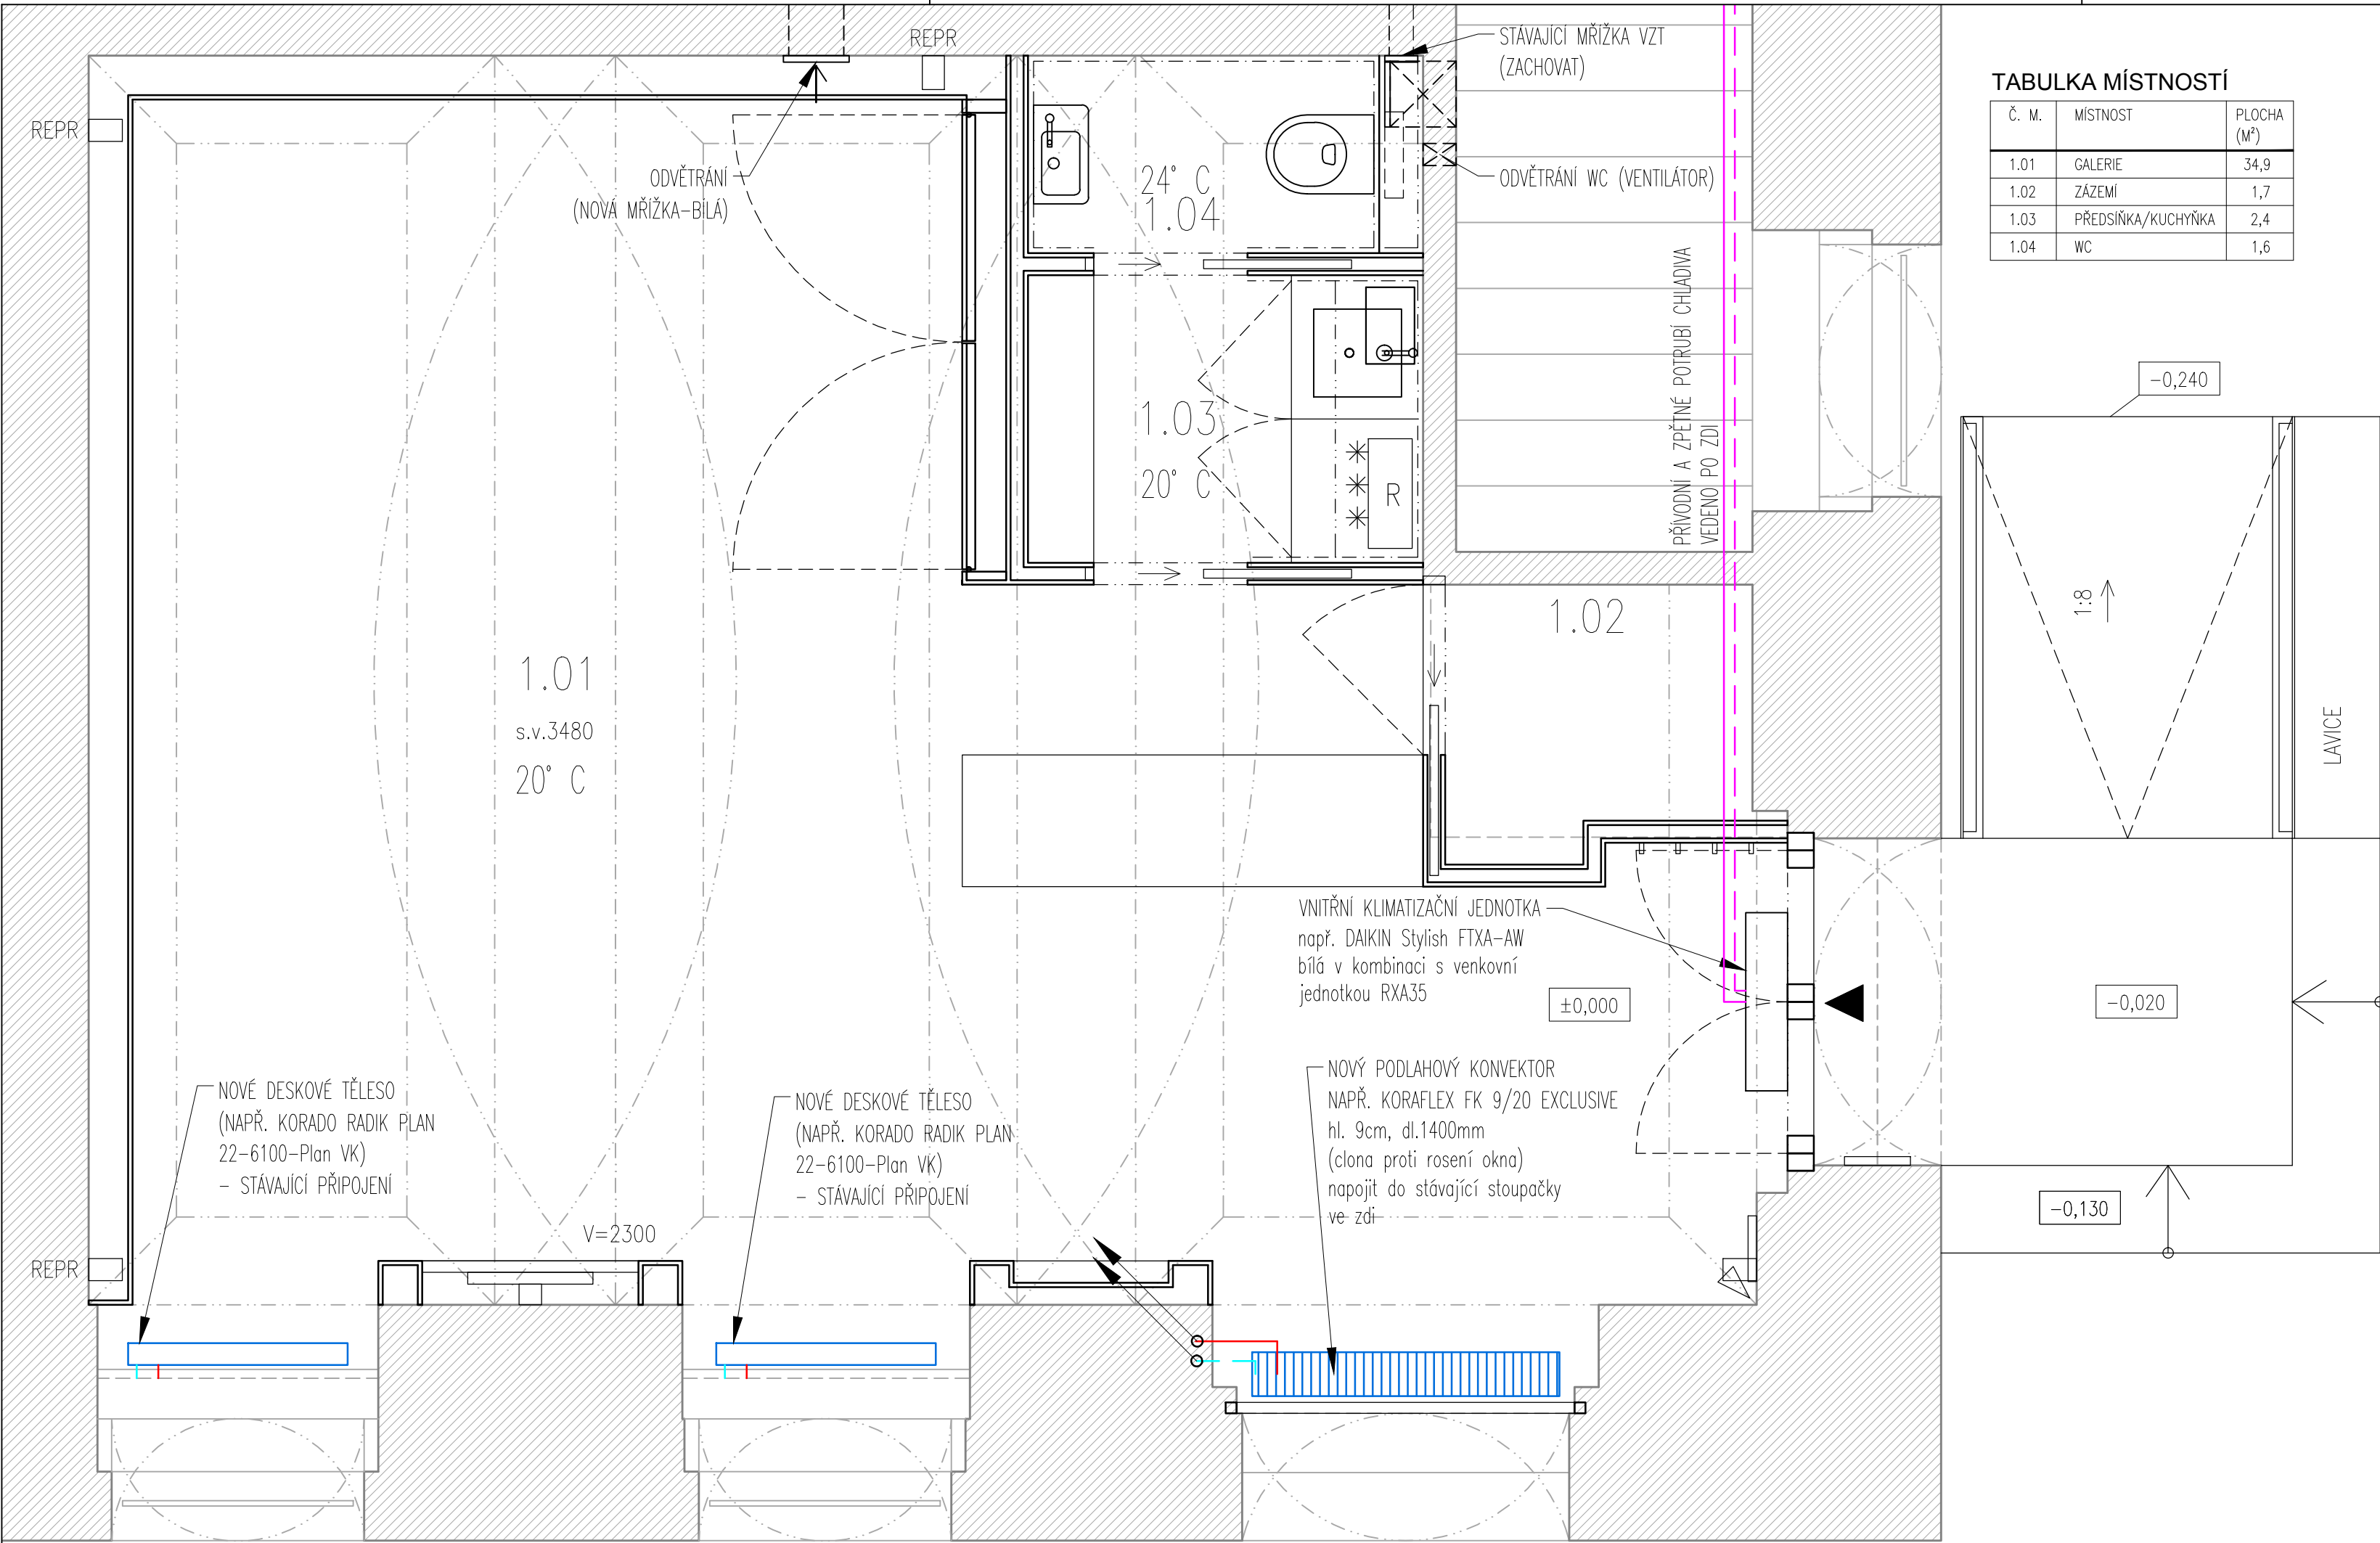 REPR
STÁVAJÍCÍ MŘÍŽKA VZT
(ZACHOVAT)
TABULKA MÍSTNOSTÍ
Č. M. MÍSTNOST PLOCHA
(M²)
1.01 GALERIE 34,9
1.02 ZÁZEMÍ 1,7
1.03 PŘEDSÍŇKA/KUCHYŇKA 2,4
1.04 WC 1,6
REPR
ODVĚTRÁNÍ
(NOVÁ MŘÍŽKA-BÍLÁ)
24° C
1.04
ODVĚTRÁNÍ WC (VENTILÁTOR)
PŘÍVODNÍ A ZPĚTNÉ POTRUBÍ CHLADIVA
VEDENO PO ZDI
-0,240
1.03
20° C
R
1:8
LAVICE
1.02
1.01
s.v.3480
20° C
VNITŘNÍ KLIMATIZAČNÍ JEDNOTKA
např. DAIKIN Stylish FTXA-AW
bílá v kombinaci s venkovní
jednotkou RXA35
±0,000
-0,020
NOVÉ DESKOVÉ TĚLESO
(NAPŘ. KORADO RADIK PLAN
22-6100-Plan VK)
- STÁVAJÍCÍ PŘIPOJENÍ
NOVÉ DESKOVÉ TĚLESO
(NAPŘ. KORADO RADIK PLAN
22-6100-Plan VK)
- STÁVAJÍCÍ PŘIPOJENÍ
NOVÝ PODLAHOVÝ KONVEKTOR
NAPŘ. KORAFLEX FK 9/20 EXCLUSIVE
hl. 9cm, dl.1400mm
(clona proti rosení okna)
napojit do stávající stoupačky
ve zdi
-0,130
V=2300
REPR